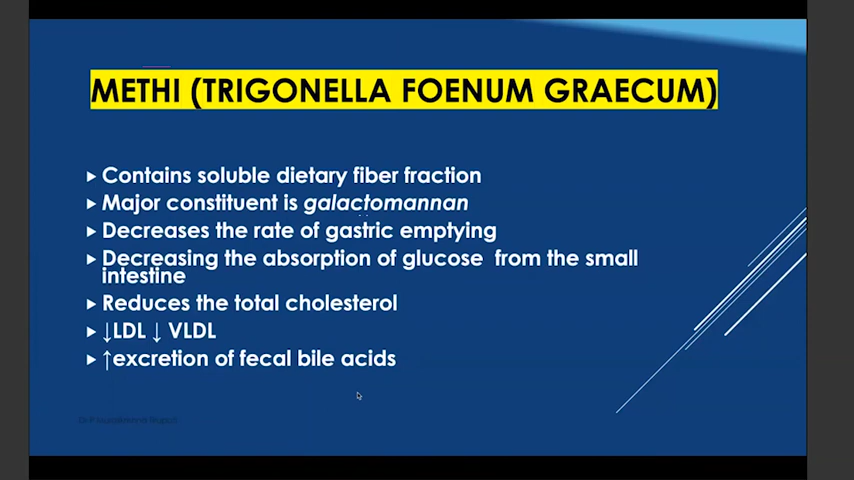 METHI (TRIGONELLA FOENUM GRAECUM)
Contains soluble dietary fiber fraction
Major constituent is galactomannan
Decreases the rate of gastric emptying
Decreasing the absorption of glucose from the small
intestine
Reduces the total cholesterol
↓LDL ↓ VLDL
↑excretion of fecal bile acids